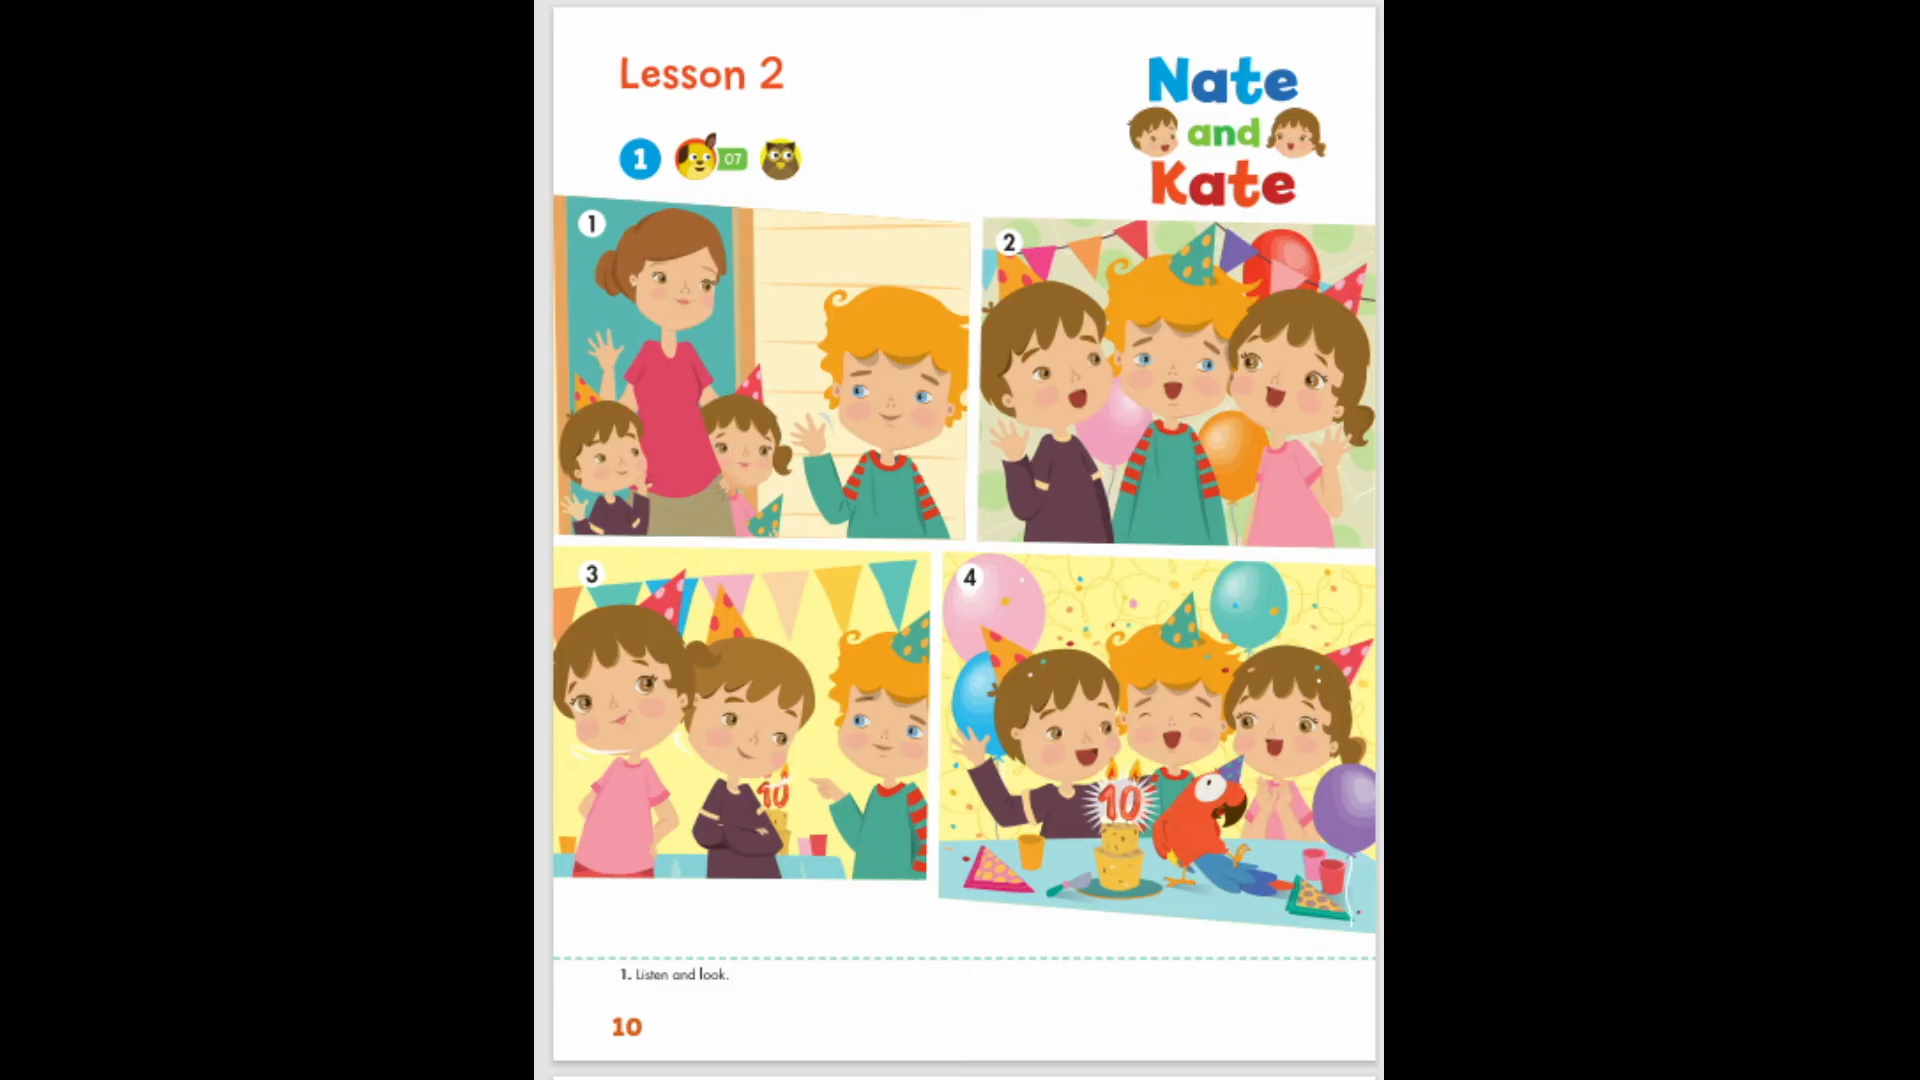 Lesson 2
Nate
and
Kate
1
07
1
2
3
10
4
10
1. Listen and look.
10